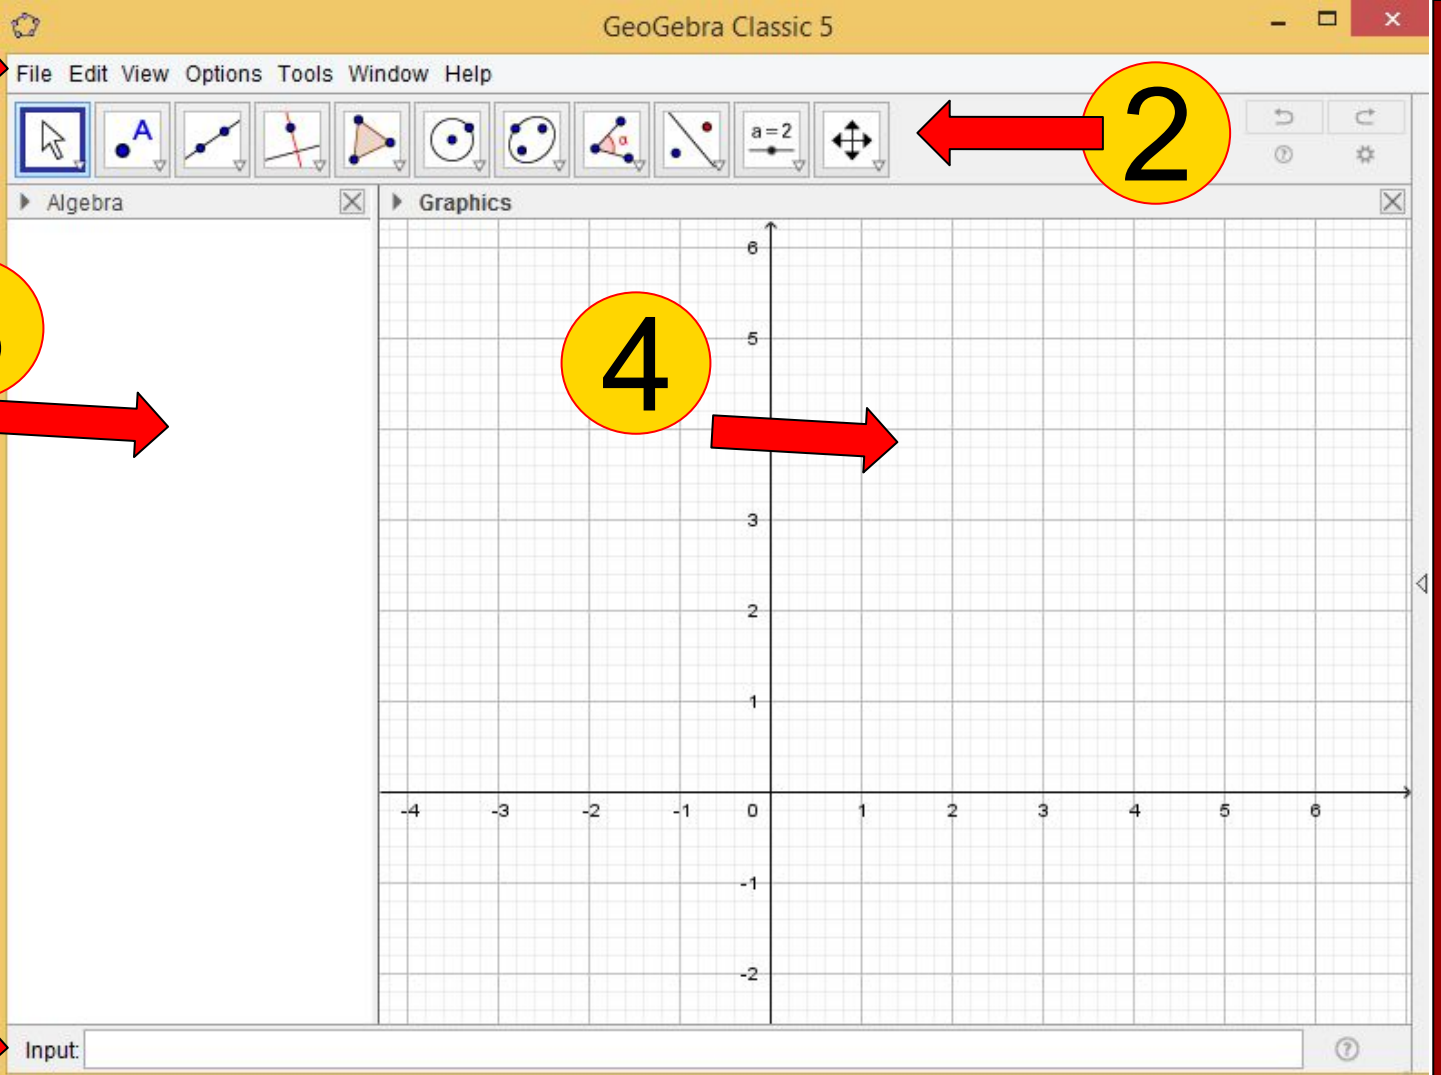 GeoGebra Classic 5
File Edit View Options Tools Window Help
A
α
a=2
2
Algebra
Graphics
6
5
4
3
2
1
-4 -3 -2 -1 0 1 2 3 4 5 6
-1
-2
Input: